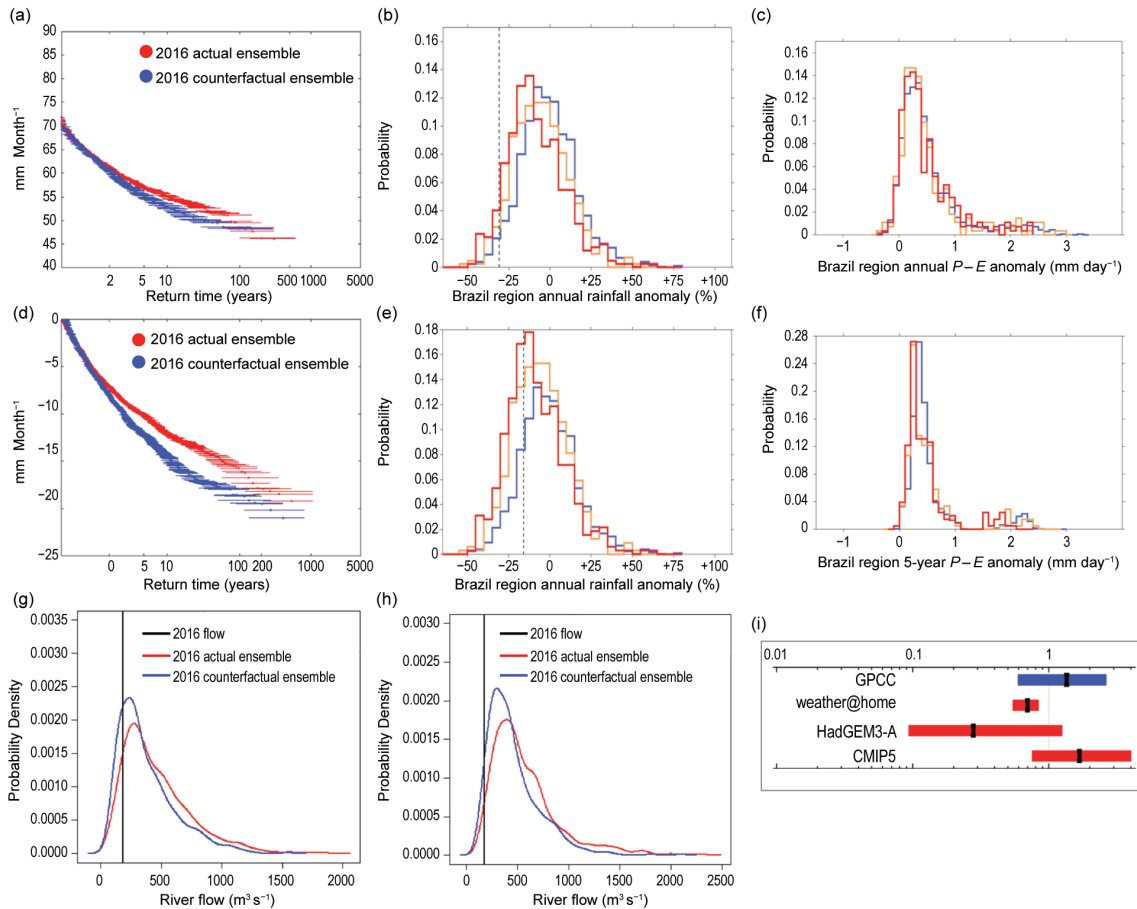 (a)
90
85
80
75
70
65
60
55
50
45
40
mm Month⁻¹
2016 actual ensemble
2016 counterfactual ensemble
2 5 10 100 500 1000 5000
Return time (years)
(b)
0.16
0.14
0.12
0.1
0.08
0.06
0.04
0.02
0
Probability
−50 −25 0 +25 +50 +75 +100
Brazil region annual rainfall anomaly (%)
(c)
0.16
0.14
0.12
0.1
0.08
0.06
0.04
0.02
0
Probability
−1 0 1 2 3
Brazil region annual P – E anomaly (mm day⁻¹)
(d)
0
−5
−10
−15
−20
−25
mm Month⁻¹
2016 actual ensemble
2016 counterfactual ensemble
0 5 10 100 200 1000 5000
Return time (years)
(e)
0.18
0.16
0.14
0.12
0.1
0.08
0.06
0.04
0.02
0
Probability
−50 −25 0 +25 +50 +75 +100
Brazil region annual rainfall anomaly (%)
(f)
0.28
0.24
0.20
0.16
0.12
0.08
0.04
0
Probability
−1 0 1 2 3
Brazil region 5-year P – E anomaly (mm day⁻¹)
(g)
0.0035
0.0030
0.0025
0.0020
0.0015
0.0010
0.0005
0.0000
Probability Density
2016 flow
2016 actual ensemble
2016 counterfactual ensemble
0 500 1000 1500 2000
River flow (m³ s⁻¹)
(h)
0.0030
0.0025
0.0020
0.0015
0.0010
0.0005
0.0000
Probability Density
2016 flow
2016 actual ensemble
2016 counterfactual ensemble
0 500 1000 1500 2000 2500
River flow (m³ s⁻¹)
(i)
0.01 0.1 1
GPCC
weather@home
HadGEM3-A
CMIP5